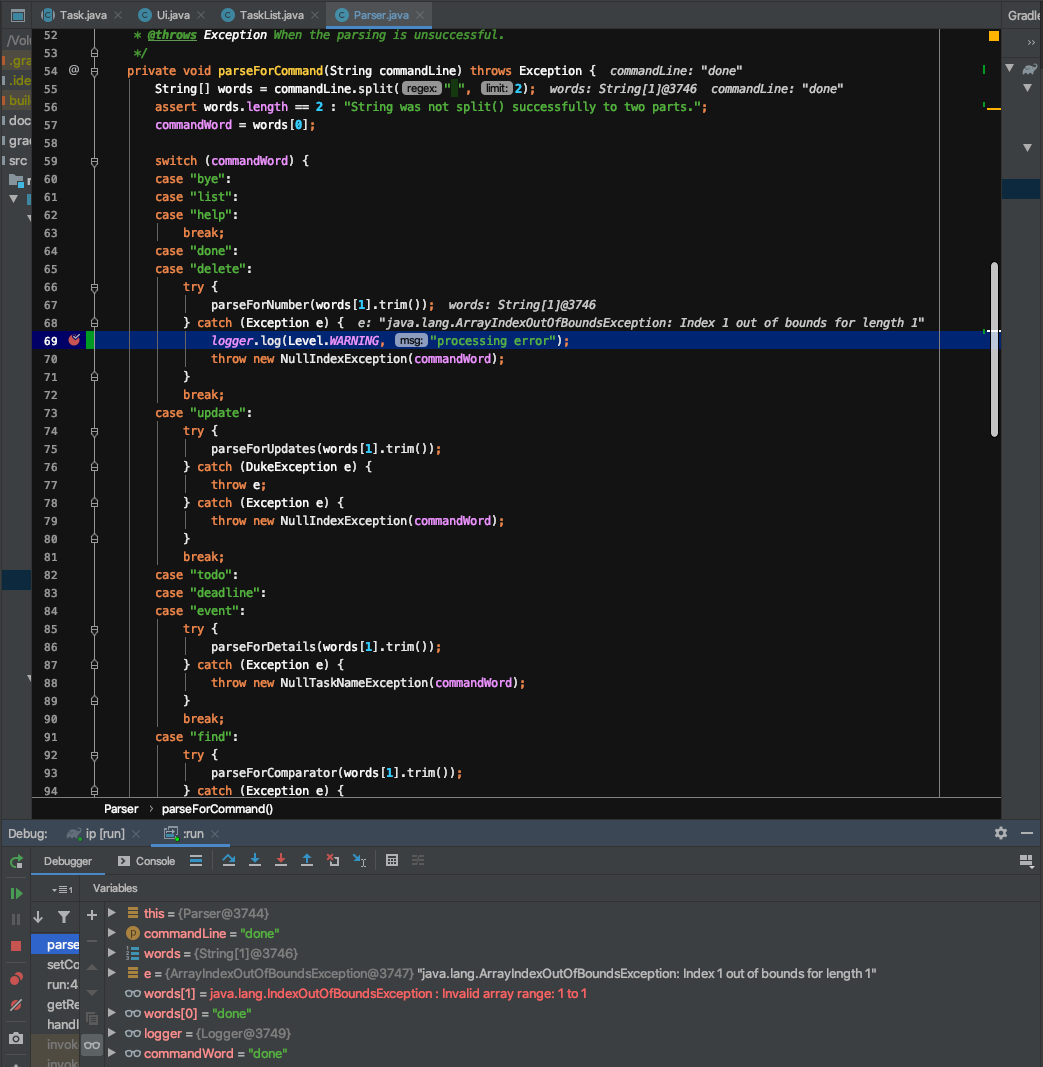 Task.java Ui.java TaskList.java Parser.java Gradle
/Volu
52 * @throws Exception When the parsing is unsuccessful.
53 */
54 @ private void parseForCommand(String commandLine) throws Exception { commandLine: "done"
55 String[] words = commandLine.split( regex: " ", limit: 2); words: String[1]@3746 commandLine: "done"
56 assert words.length == 2 : "String was not split() successfully to two parts.";
57 commandWord = words[0];
58
59 switch (commandWord) {
60 case "bye":
61 case "list":
62 case "help":
63 break;
64 case "done":
65 case "delete":
66 try {
67 parseForNumber(words[1].trim()); words: String[1]@3746
68 } catch (Exception e) { e: "java.lang.ArrayIndexOutOfBoundsException: Index 1 out of bounds for length 1"
69 logger.log(Level.WARNING, msg: "processing error");
70 throw new NullIndexException(commandWord);
71 }
72 break;
73 case "update":
74 try {
75 parseForUpdates(words[1].trim());
76 } catch (DukeException e) {
77 throw e;
78 } catch (Exception e) {
79 throw new NullIndexException(commandWord);
80 }
81 break;
82 case "todo":
83 case "deadline":
84 case "event":
85 try {
86 parseForDetails(words[1].trim());
87 } catch (Exception e) {
88 throw new NullTaskNameException(commandWord);
89 }
90 break;
91 case "find":
92 try {
93 parseForComparator(words[1].trim());
94 } catch (Exception e) {
.gra
.ide
buil
doc
grad
src
Parser › parseForCommand()
Debug: ip [run] :run
Debugger Console
Variables
this = {Parser@3744}
commandLine = "done"
words = {String[1]@3746}
e = {ArrayIndexOutOfBoundsException@3747} "java.lang.ArrayIndexOutOfBoundsException: Index 1 out of bounds for length 1"
words[1] = java.lang.IndexOutOfBoundsException : Invalid array range: 1 to 1
words[0] = "done"
logger = {Logger@3749}
commandWord = "done"
parse
setCo
run:4
getRe
handl
invok
invok